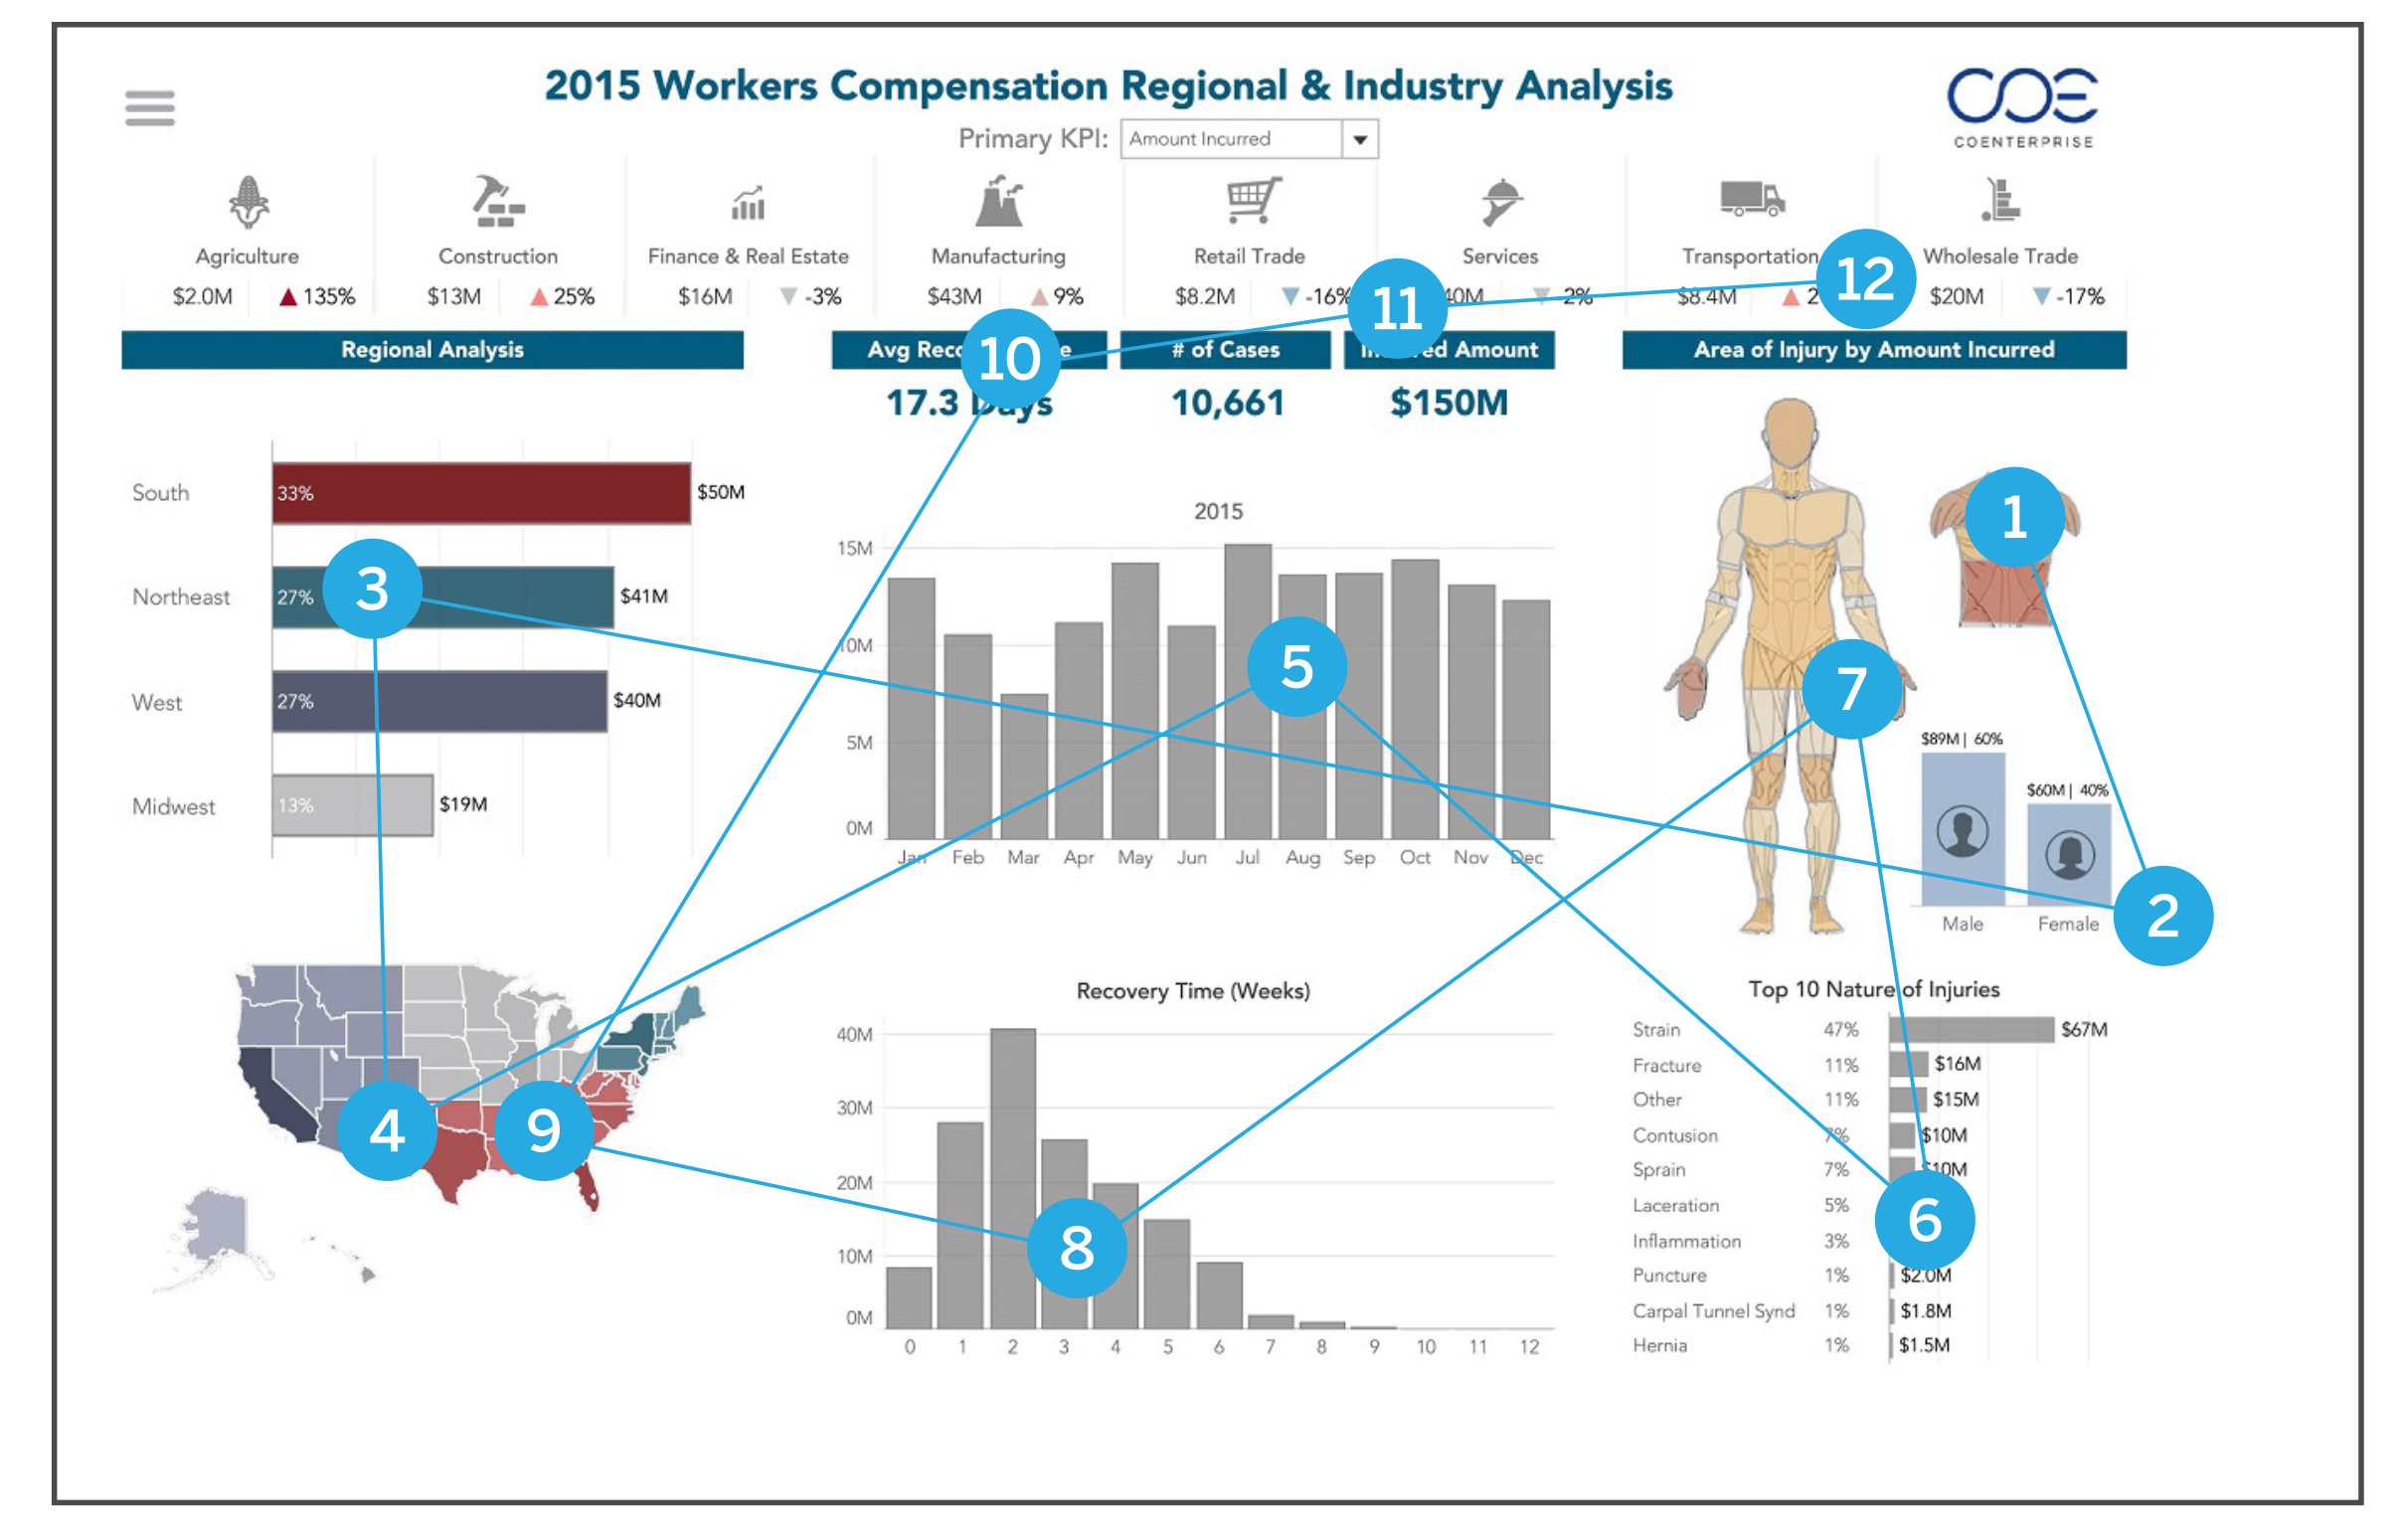 2015 Workers Compensation Regional & Industry Analysis
COE
COENTERPRISE
Primary KPI: Amount Incurred
Agriculture Construction Finance & Real Estate Manufacturing Retail Trade Services Transportation Wholesale Trade
12
$2.0M 135% $13M 25% $16M -3% $43M 9% $8.2M -16% 2% $8.4M $20M -17%
11
Regional Analysis
Avg # of Cases Amount
10
Area of Injury by Amount Incurred
17.3 Days 10,661 $150M
South 33% $50M
Northeast 27% $41M
3
West 27% $40M
Midwest 13% $19M
2015
15M
10M
5M
0M
5
Jan Feb Mar Apr May Jun Jul Aug Sep Oct Nov Dec
1
7
$89M | 60%
$60M | 40%
Male Female
2
4
9
Recovery Time (Weeks)
40M
30M
20M
10M
0M
8
0 1 2 3 4 5 6 7 8 9 10 11 12
Top 10 Nature of Injuries
Strain 47% $67M
Fracture 11% $16M
Other 11% $15M
Contusion 7% $10M
Sprain 7% $10M
Laceration 5%
6
Inflammation 3%
Puncture 1% $2.0M
Carpal Tunnel Synd 1% $1.8M
Hernia 1% $1.5M